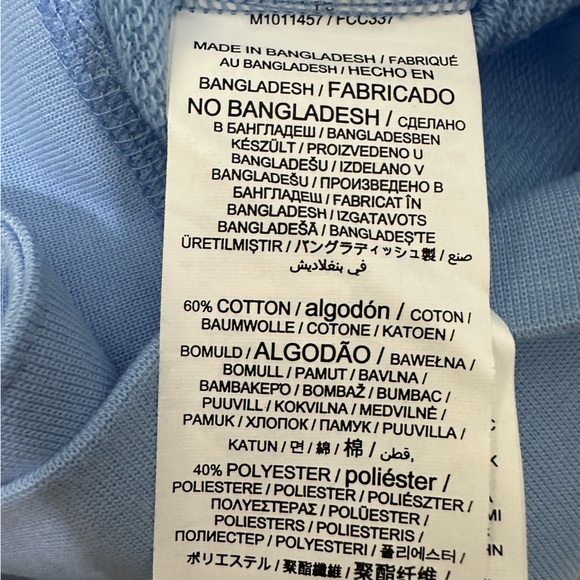 M1011457 / FCC337
MADE IN BANGLADESH / FABRIQUÉ
AU BANGLADESH / HECHO EN
BANGLADESH / FABRICADO
NO BANGLADESH / СДЕЛАНО
В БАНГЛАДЕШ / BANGLADESBEN
KÉSZÜLT / PROIZVEDENO U
BANGLADEŠU / IZDELANO V
BANGLADEŠU / ПРОИЗВЕДЕНО В
БАНГЛАДЕШ / FABRICAT ÎN
BANGLADESH / IZGATAVOTS
BANGLADEŠĀ / BANGLADEŞ'TE
ÜRETILMIŞTIR / バングラディッシュ製 / صنع
في بنغلاديش
60% COTTON / algodón / COTON /
BAUMWOLLE / COTONE / KATOEN /
BOMULD / ALGODÃO / BAWEŁNA /
BOMULL / PAMUT / BAVLNA /
ΒΑΜΒΑΚΕΡΌ / BOMBAŽ / BUMBAC /
PUUVILL / KOKVILNA / MEDVILNĖ /
PAMUK / ХЛОПОК / ПАМУК / PUUVILLA /
KATUN / 면 / 綿 / 棉 / قطن,
40% POLYESTER / poliéster /
POLIESTERE / POLIESTER / POLIÉSZTER /
ΠΟΛΥΕΣΤΕΡΑΣ / POLÜESTER /
POLIESTERS / POLIESTERIS /
ПОЛИЕСТЕР / POLYESTERI / 폴리에스터 /
ポリエステル / 聚酯纖維 / 聚酯纤维 /
K
MI
HN